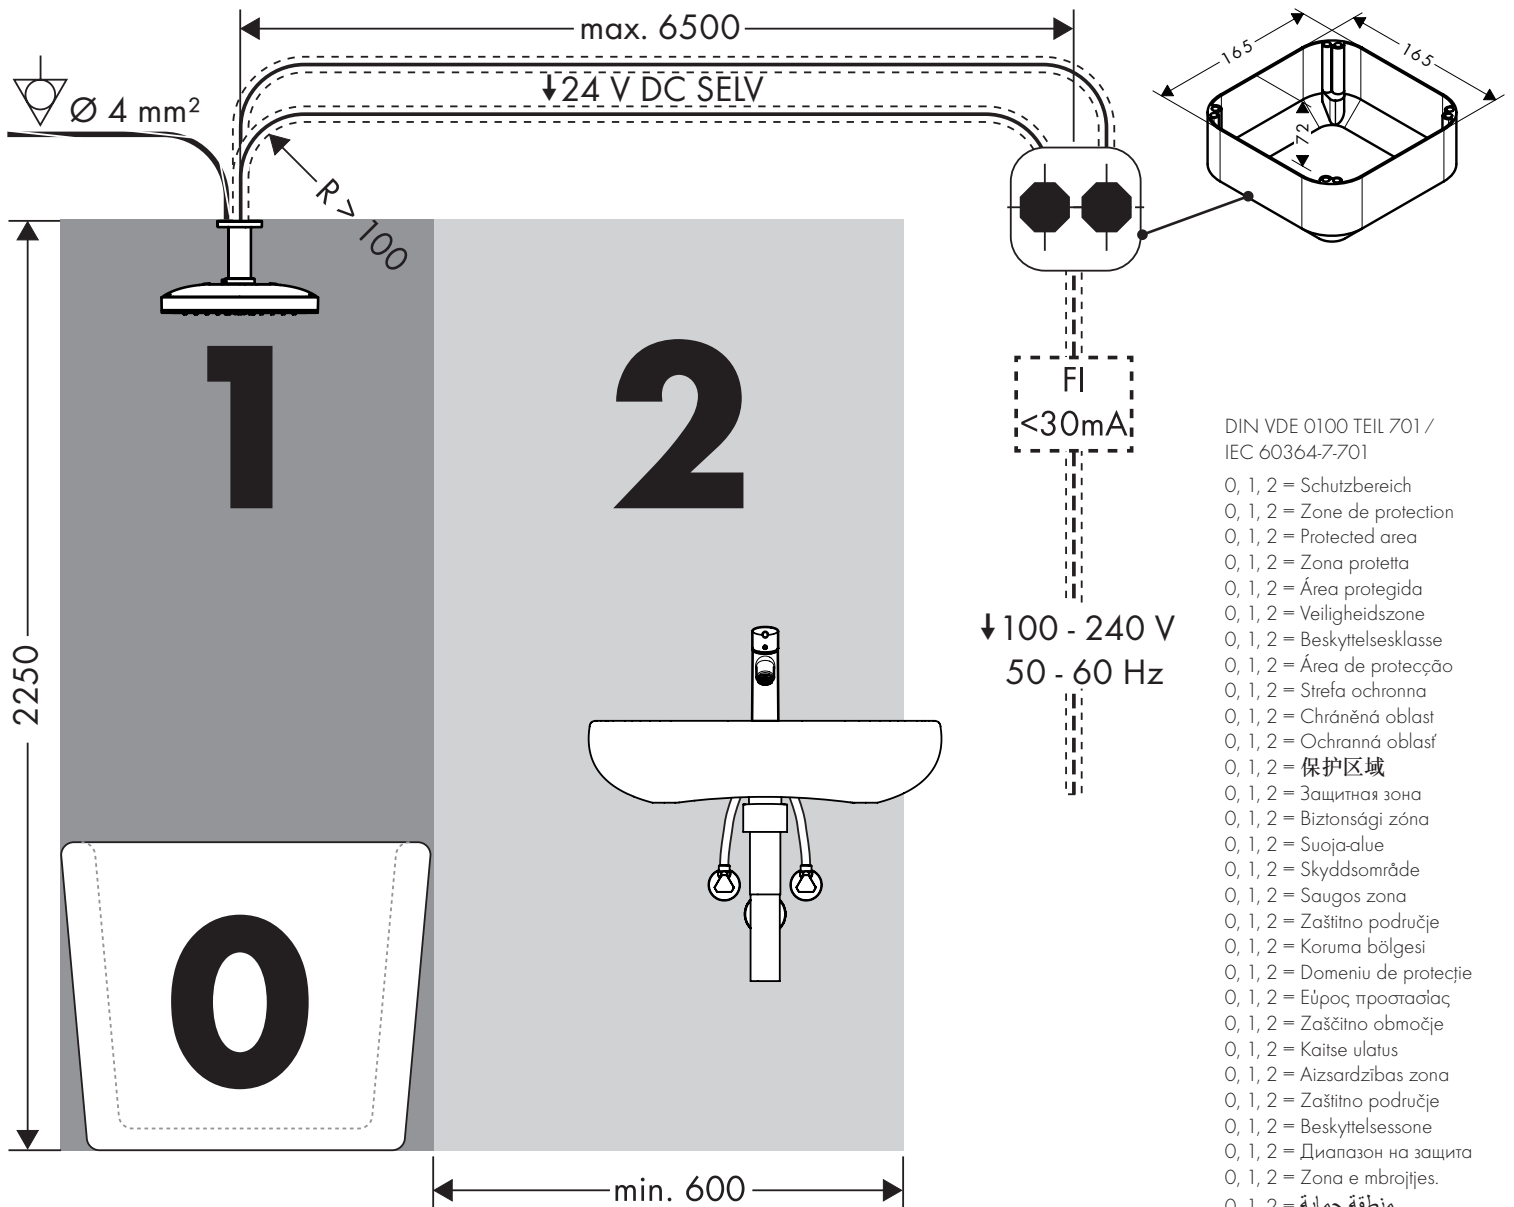 max. 6500
165
165
Ø 4 mm²
↓24 V DC SELV
72
R > 100
1
2
FI
<30mA
DIN VDE 0100 TEIL 701/
IEC 60364-7-701
0, 1, 2 = Schutzbereich
0, 1, 2 = Zone de protection
0, 1, 2 = Protected area
0, 1, 2 = Zona protetta
0, 1, 2 = Área protegida
0, 1, 2 = Veiligheidszone
0, 1, 2 = Beskyttelsesklasse
0, 1, 2 = Área de protecção
0, 1, 2 = Strefa ochronna
0, 1, 2 = Chráněná oblast
0, 1, 2 = Ochranná oblasť
0, 1, 2 = 保护区域
0, 1, 2 = Защитная зона
0, 1, 2 = Biztonsági zóna
0, 1, 2 = Suoja-alue
0, 1, 2 = Skyddsområde
0, 1, 2 = Saugos zona
0, 1, 2 = Zaštitno područje
0, 1, 2 = Koruma bölgesi
0, 1, 2 = Domeniu de protecție
0, 1, 2 = Εύρος προστασίας
0, 1, 2 = Zaščitno območje
0, 1, 2 = Kaitse ulatus
0, 1, 2 = Aizsardzības zona
0, 1, 2 = Zaštitno područje
0, 1, 2 = Beskyttelsessone
0, 1, 2 = Диапазон на защита
0, 1, 2 = Zona e mbrojtjes.
0, 1, 2 = منطقة حماية
↓100 - 240 V
50 - 60 Hz
2250
0
min. 600